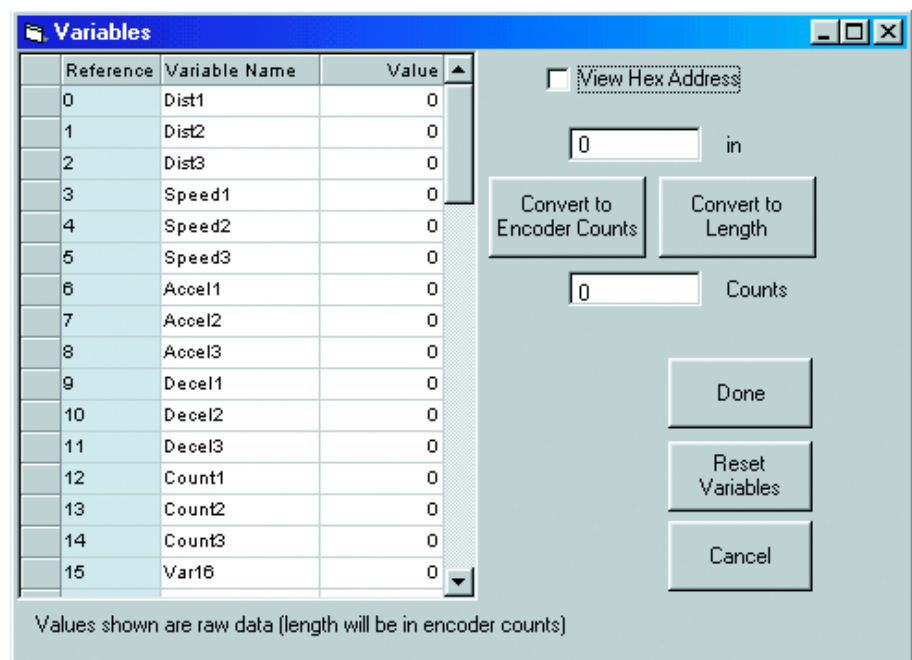 Variables
Reference Variable Name Value
0 Dist1 0
1 Dist2 0
2 Dist3 0
3 Speed1 0
4 Speed2 0
5 Speed3 0
6 Accel1 0
7 Accel2 0
8 Accel3 0
9 Decel1 0
10 Decel2 0
11 Decel3 0
12 Count1 0
13 Count2 0
14 Count3 0
15 Var16 0
View Hex Address
0 in
Convert to
Encoder Counts
Convert to
Length
0 Counts
Done
Reset
Variables
Cancel
Values shown are raw data (length will be in encoder counts)